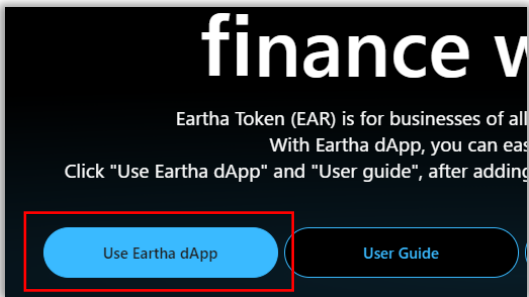 finance
Eartha Token (EAR) is for businesses of all
With Eartha dApp, you can
Click "Use Eartha dApp" and "User guide", after adding
Use Eartha dApp
User Guide